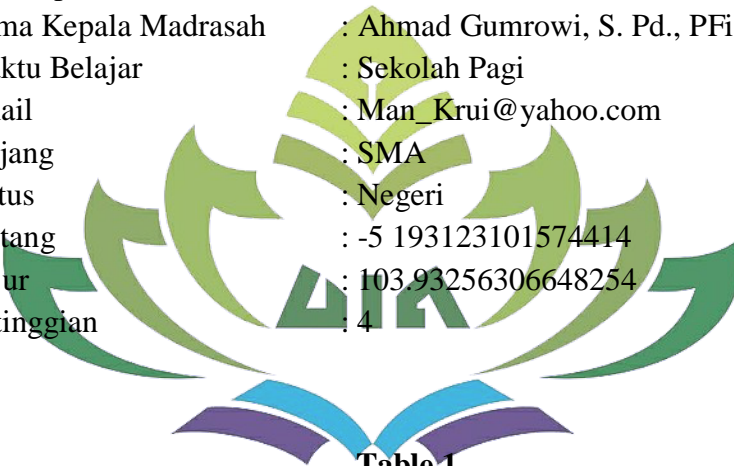 ma Kepala Madrasah : Ahmad Gumrowi, S. Pd., PFi
ktu Belajar : Sekolah Pagi
ail : Man_Krui@yahoo.com
jang : SMA
tus : Negeri
tang : -5 193123101574414
ur : 103.93256306648254
tinggian : 4
Table 1